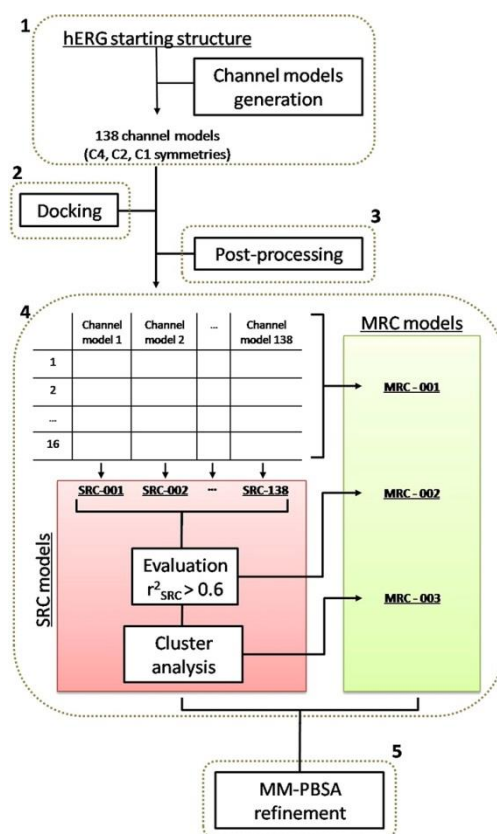 1
hERG starting structure
Channel models
generation
138 channel models
(C4, C2, C1 symmetries)
2
Docking
3
Post-processing
4
Channel
model 1
Channel
model 2
...
Channel
model 138
1
2
...
16
MRC models
MRC - 001
MRC - 002
MRC - 003
SRC models
SRC-001
SRC-002
---
SRC-138
Evaluation
r²SRC > 0.6
Cluster
analysis
5
MM-PBSA
refinement